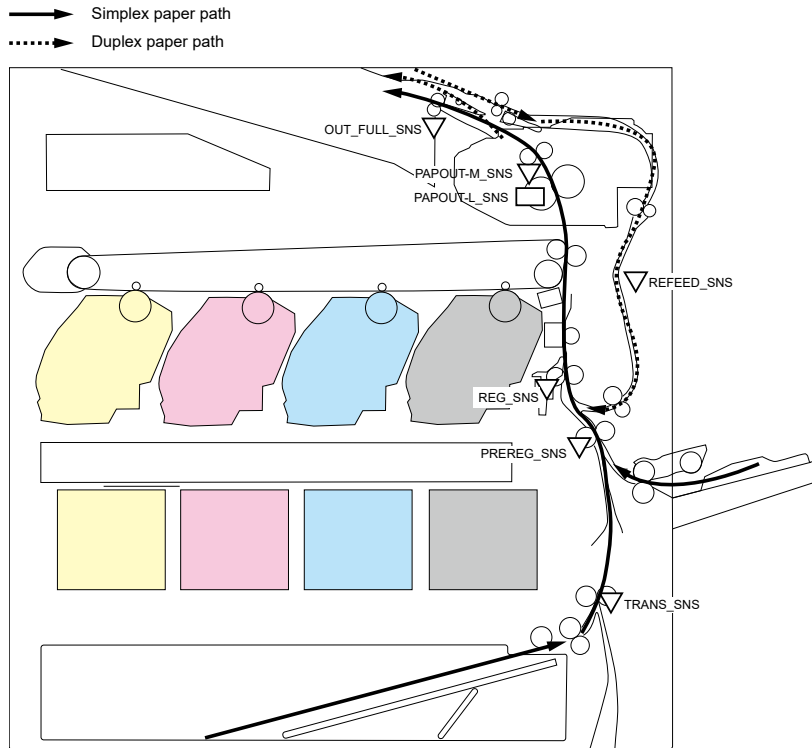 Simplex paper path
Duplex paper path
OUT_FULL_SNS
PAPOUT-M_SNS
PAPOUT-L_SNS
REFEED_SNS
REG_SNS
PREREG_SNS
TRANS_SNS